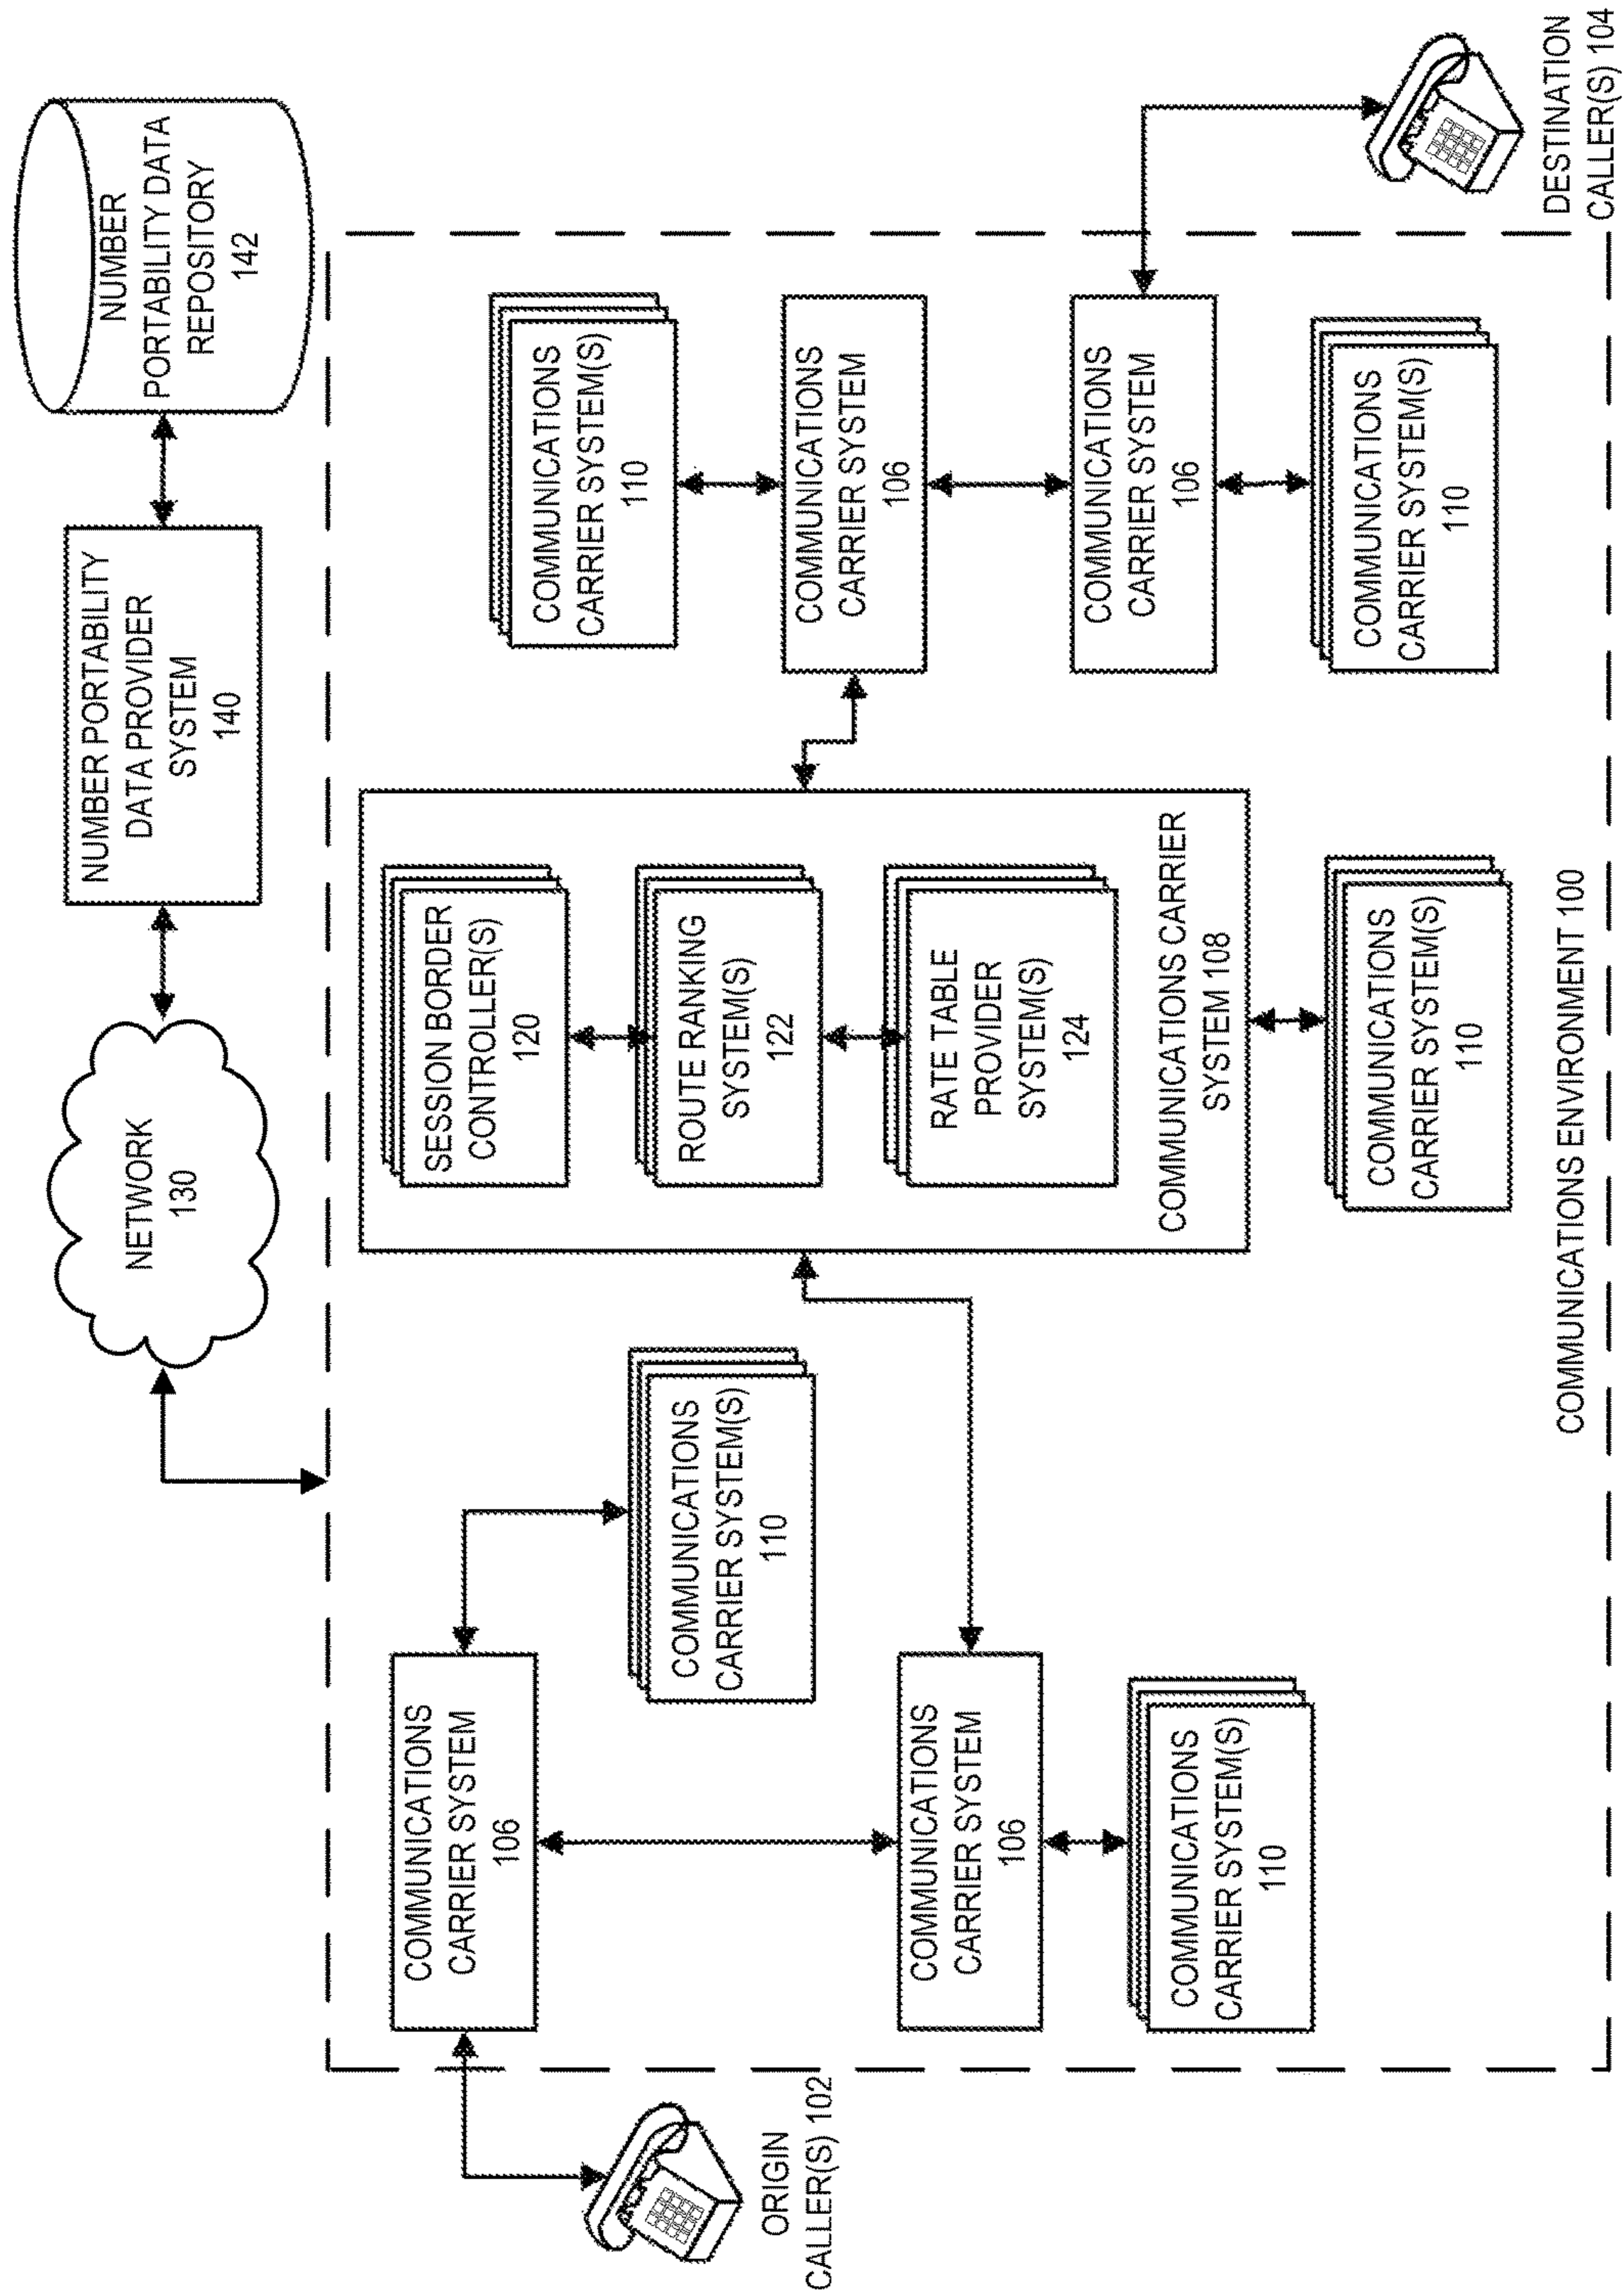 NUMBER
PORTABILITY DATA
REPOSITORY
142
NUMBER PORTABILITY
DATA PROVIDER
SYSTEM
140
NETWORK
130
COMMUNICATIONS
CARRIER SYSTEM
106
COMMUNICATIONS
CARRIER SYSTEM(S)
110
COMMUNICATIONS
CARRIER SYSTEM
106
COMMUNICATIONS
CARRIER SYSTEM(S)
110
ORIGIN
CALLER(S) 102
SESSION BORDER
CONTROLLER(S)
120
ROUTE RANKING
SYSTEM(S)
122
RATE TABLE
PROVIDER
SYSTEM(S)
124
COMMUNICATIONS CARRIER
SYSTEM 108
COMMUNICATIONS
CARRIER SYSTEM(S)
110
COMMUNICATIONS
CARRIER SYSTEM(S)
110
COMMUNICATIONS
CARRIER SYSTEM
106
COMMUNICATIONS
CARRIER SYSTEM
106
COMMUNICATIONS
CARRIER SYSTEM(S)
110
DESTINATION
CALLER(S) 104
COMMUNICATIONS ENVIRONMENT 100